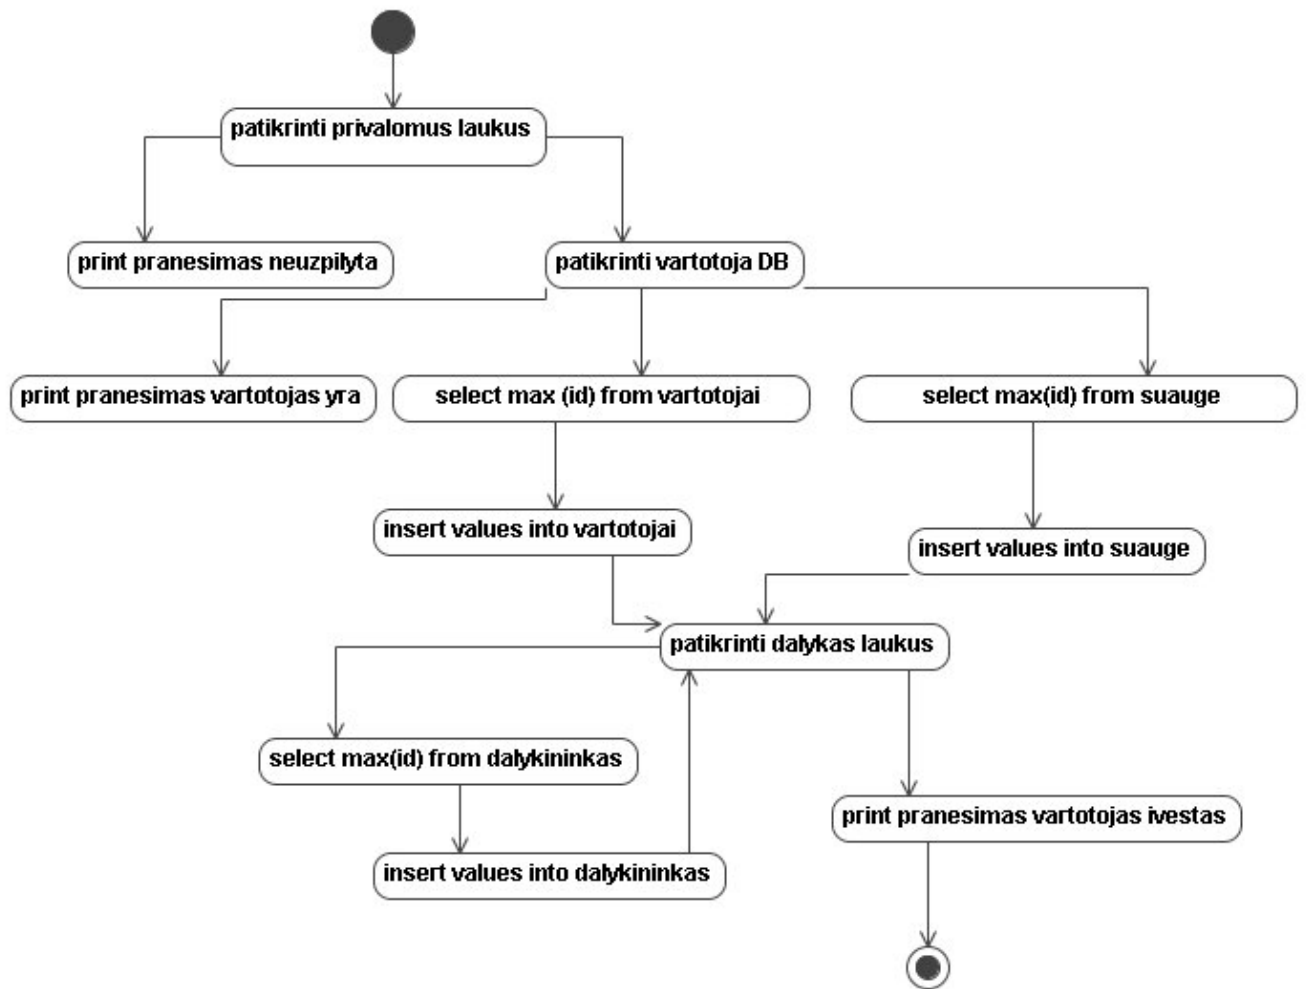 patikrinti privalomus laukus
print pranesimas neuzpilyta
patikrinti vartotoja DB
print pranesimas vartotojas yra
select max (id) from vartotojai
select max(id) from suauge
insert values into vartotojai
insert values into suauge
patikrinti dalykas laukus
select max(id) from dalykininkas
print pranesimas vartotojas ivestas
insert values into dalykininkas